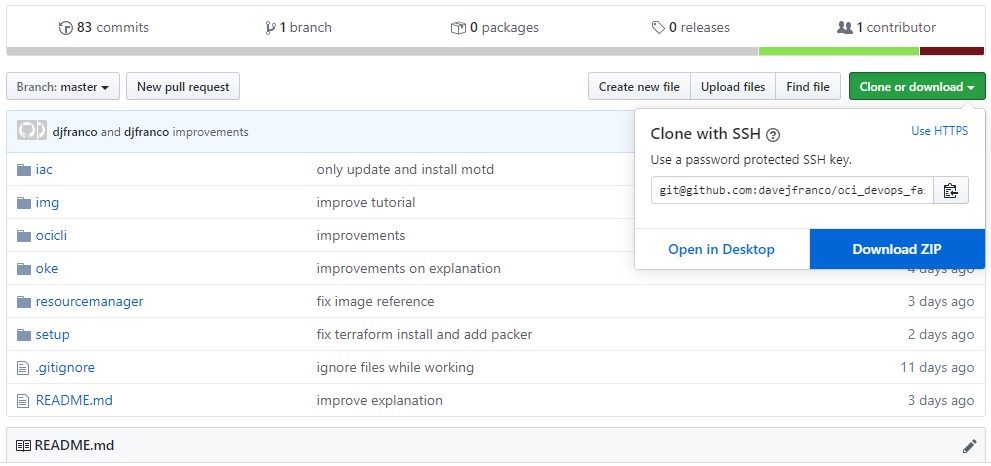 83 commits 1 branch 0 packages 0 releases 1 contributor
Branch: master New pull request Create new file Upload files Find file Clone or download
djfranco and djfranco improvements
Clone with SSH Use HTTPS
Use a password protected SSH key.
git@github.com:davejfranco/oci_devops_fa
Open in Desktop Download ZIP
iac only update and install motd
img improve tutorial
ocicli improvements
oke improvements on explanation 4 days ago
resourcemanager fix image reference 3 days ago
setup fix terraform install and add packer 2 days ago
.gitignore ignore files while working 11 days ago
README.md improve explanation 3 days ago
README.md